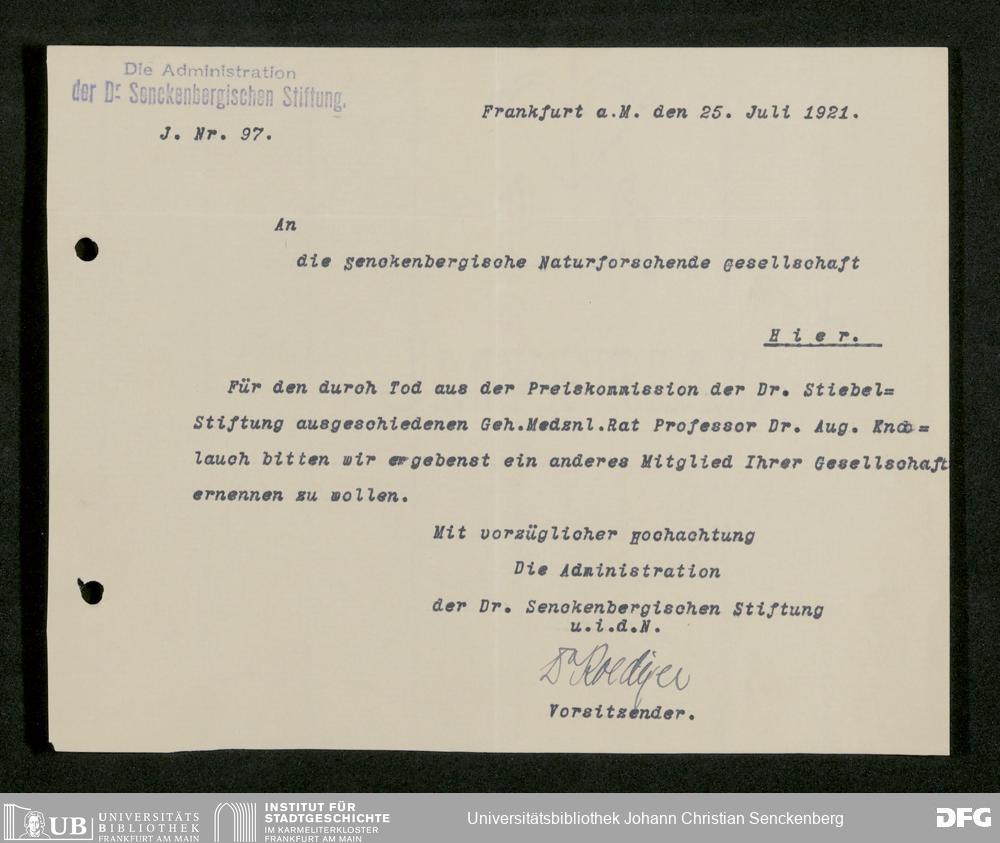 Die Administration
der Dr. Senckenbergischen Stiftung.
J. Nr. 97.
Frankfurt a.M. den 25. Juli 1921.
An
die Senckenbergische Naturforschende Gesellschaft
H i e r.
Für den durch Tod aus der Preiskommission der Dr. Stiebel=
Stiftung ausgeschiedenen Geh.Medznl.Rat Professor Dr. Aug. Knob=
lauch bitten wir ergebenst ein anderes Mitglied Ihrer Gesellschaft
ernennen zu wollen.
Mit vorzüglicher Hochachtung
Die Administration
der Dr. Senckenbergischen Stiftung
u.i.d.N.
Dr Roediger
Vorsitzender.
UB UNIVERSITÄTS
BIBLIOTHEK
FRANKFURT AM MAIN
INSTITUT FÜR
STADTGESCHICHTE
IM KARMELITERKLOSTER
FRANKFURT AM MAIN
Universitätsbibliothek Johann Christian Senckenberg
DFG